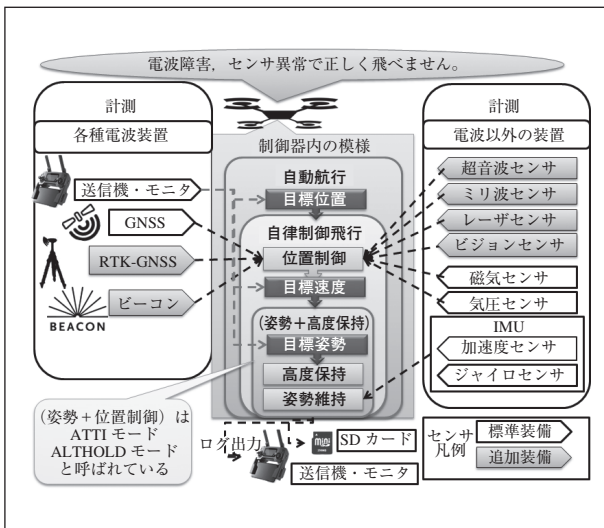 電波障害，センサ異常で正しく飛べません。
計測
各種電波装置
送信機・モニタ
GNSS
RTK-GNSS
ビーコン
BEACON
制御器内の模様
自動航行
目標位置
自律制御飛行
位置制御
目標速度
(姿勢＋高度保持)
目標姿勢
高度保持
姿勢維持
計測
電波以外の装置
超音波センサ
ミリ波センサ
レーザセンサ
ビジョンセンサ
磁気センサ
気圧センサ
IMU
加速度センサ
ジャイロセンサ
(姿勢＋位置制御) は
ATTI モード
ALTHOLD モード
と呼ばれている
ログ出力
mini
SD カード
送信機・モニタ
センサ
凡例
標準装備
追加装備